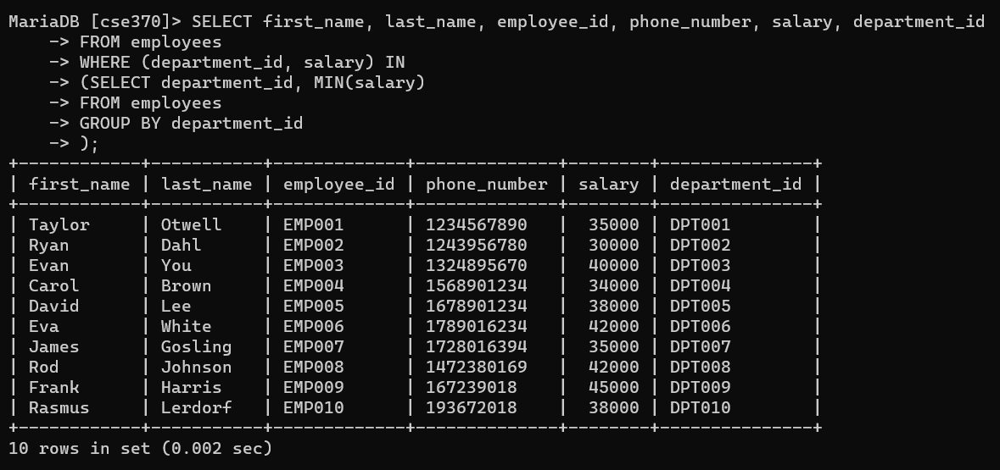 MariaDB [cse370]> SELECT first_name, last_name, employee_id, phone_number, salary, department_id
    -> FROM employees
    -> WHERE (department_id, salary) IN
    -> (SELECT department_id, MIN(salary)
    -> FROM employees
    -> GROUP BY department_id
    -> );
+------------+-----------+-------------+--------------+--------+---------------+
| first_name | last_name | employee_id | phone_number | salary | department_id |
+------------+-----------+-------------+--------------+--------+---------------+
| Taylor     | Otwell    | EMP001      | 1234567890   |  35000 | DPT001        |
| Ryan       | Dahl      | EMP002      | 1243956780   |  30000 | DPT002        |
| Evan       | You       | EMP003      | 1324895670   |  40000 | DPT003        |
| Carol      | Brown     | EMP004      | 1568901234   |  34000 | DPT004        |
| David      | Lee       | EMP005      | 1678901234   |  38000 | DPT005        |
| Eva        | White     | EMP006      | 1789016234   |  42000 | DPT006        |
| James      | Gosling   | EMP007      | 1728016394   |  35000 | DPT007        |
| Rod        | Johnson   | EMP008      | 1472380169   |  42000 | DPT008        |
| Frank      | Harris    | EMP009      | 167239018    |  45000 | DPT009        |
| Rasmus     | Lerdorf   | EMP010      | 193672018    |  38000 | DPT010        |
+------------+-----------+-------------+--------------+--------+---------------+
10 rows in set (0.002 sec)